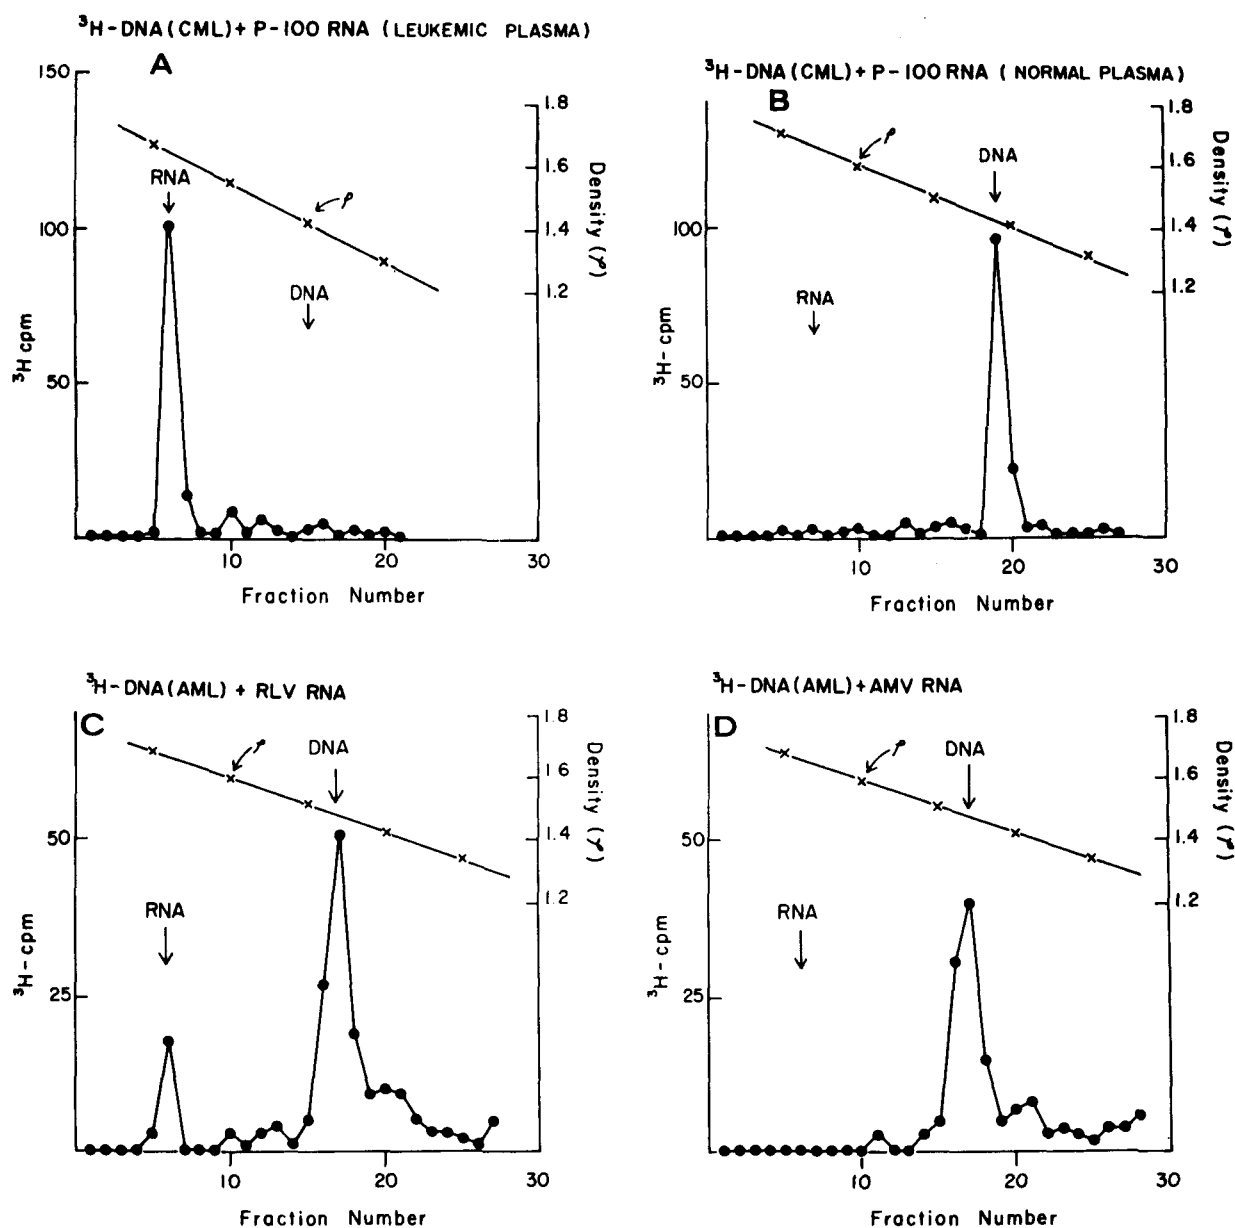 ³H-DNA(CML)+ P-100 RNA (LEUKEMIC PLASMA)
A
150
100
50
³H cpm
RNA
DNA
ρ
1.8
1.6
1.4
1.2
Density (ρ)
10
20
30
Fraction Number
³H-DNA(CML)+ P-100 RNA (NORMAL PLASMA)
B
100
50
³H-cpm
RNA
DNA
ρ
1.8
1.6
1.4
1.2
Density (ρ)
10
20
30
Fraction Number
³H-DNA(AML) + RLV RNA
C
50
25
³H-cpm
RNA
DNA
ρ
1.8
1.6
1.4
1.2
Density (ρ)
10
20
30
Fraction Number
³H-DNA(AML)+AMV RNA
D
50
25
³H-cpm
RNA
DNA
ρ
1.8
1.6
1.4
1.2
Density (ρ)
10
20
30
Fraction Number